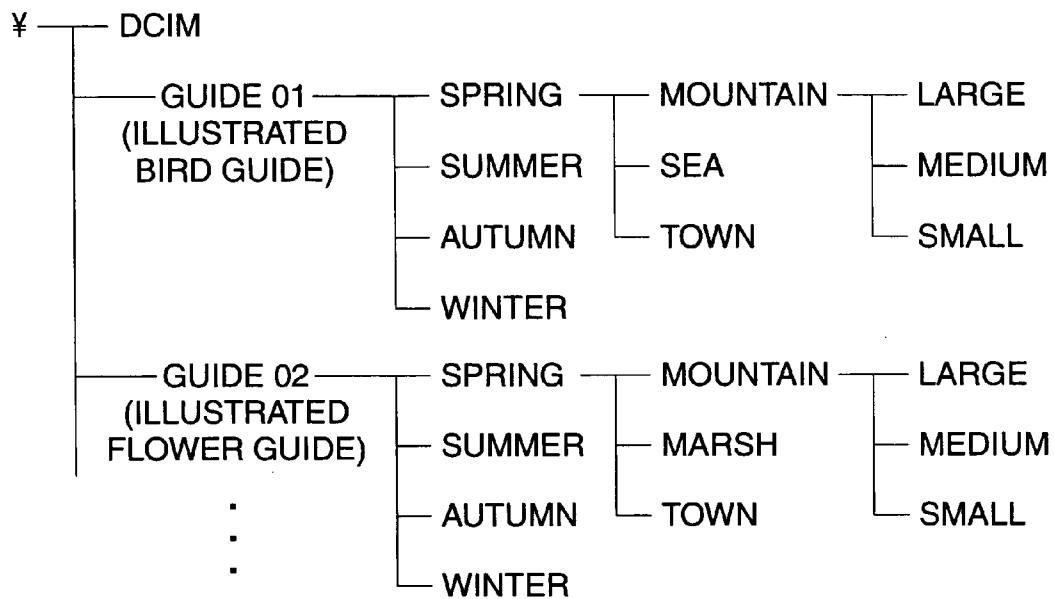 ¥ DCIM
GUIDE 01 SPRING MOUNTAIN LARGE
(ILLUSTRATED
BIRD GUIDE) SUMMER SEA MEDIUM
AUTUMN TOWN SMALL
WINTER
GUIDE 02 SPRING MOUNTAIN LARGE
(ILLUSTRATED
FLOWER GUIDE) SUMMER MARSH MEDIUM
AUTUMN TOWN SMALL
WINTER